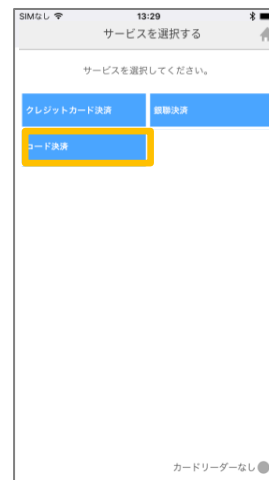 SIMなし 13:29
サービスを選択する
サービスを選択してください。
クレジットカード決済 銀聯決済
コード決済
カードリーダーなし